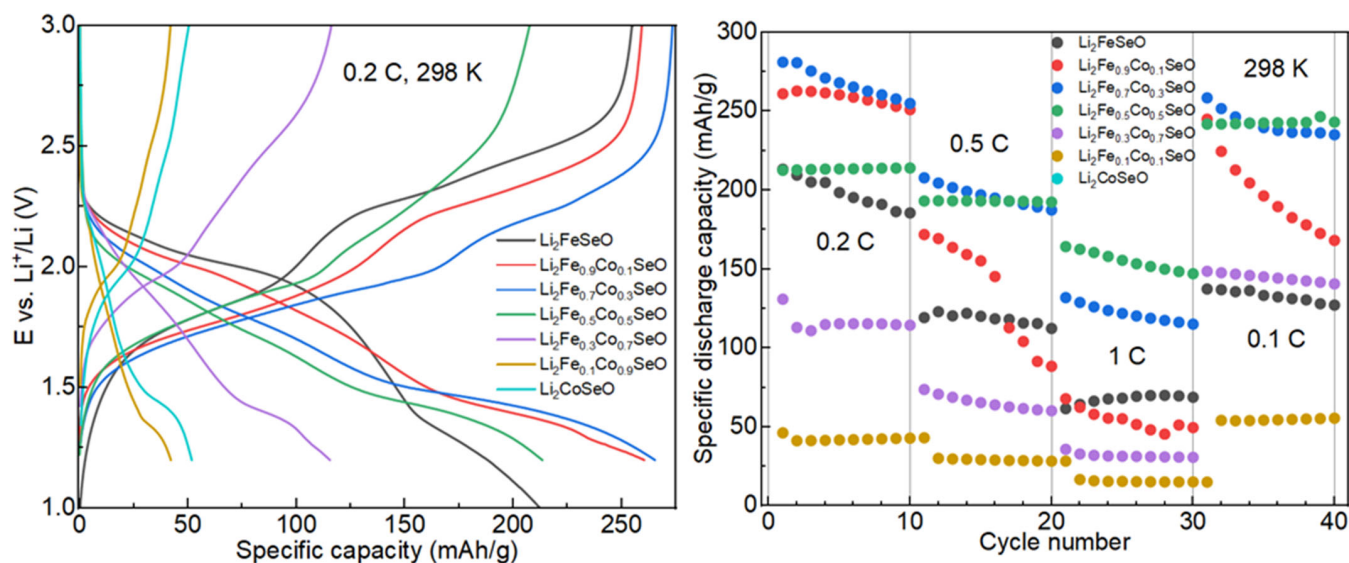 3.0
2.5
2.0
1.5
1.0
E vs. Li⁺/Li (V)
0.2 C, 298 K
Li₂FeSeO
Li₂Fe₀.₉Co₀.₁SeO
Li₂Fe₀.₇Co₀.₃SeO
Li₂Fe₀.₅Co₀.₅SeO
Li₂Fe₀.₃Co₀.₇SeO
Li₂Fe₀.₁Co₀.₉SeO
Li₂CoSeO
0 50 100 150 200 250
Specific capacity (mAh/g)
300
250
200
150
100
50
0
Specific discharge capacity (mAh/g)
Li₂FeSeO
Li₂Fe₀.₉Co₀.₁SeO
Li₂Fe₀.₇Co₀.₃SeO
Li₂Fe₀.₅Co₀.₅SeO
Li₂Fe₀.₃Co₀.₇SeO
Li₂Fe₀.₁Co₀.₁SeO
Li₂CoSeO
298 K
0.5 C
0.2 C
1 C
0.1 C
0 10 20 30 40
Cycle number